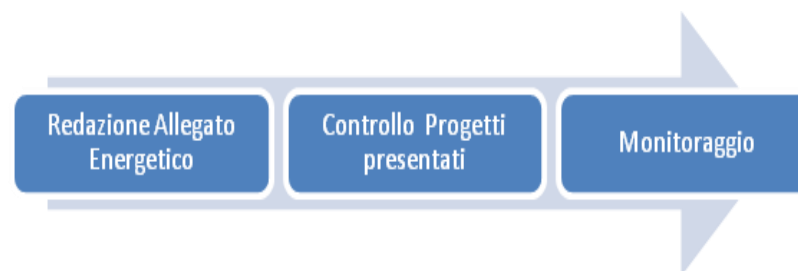 Redazione Allegato
Energetico
Controllo Progetti
presentati
Monitoraggio